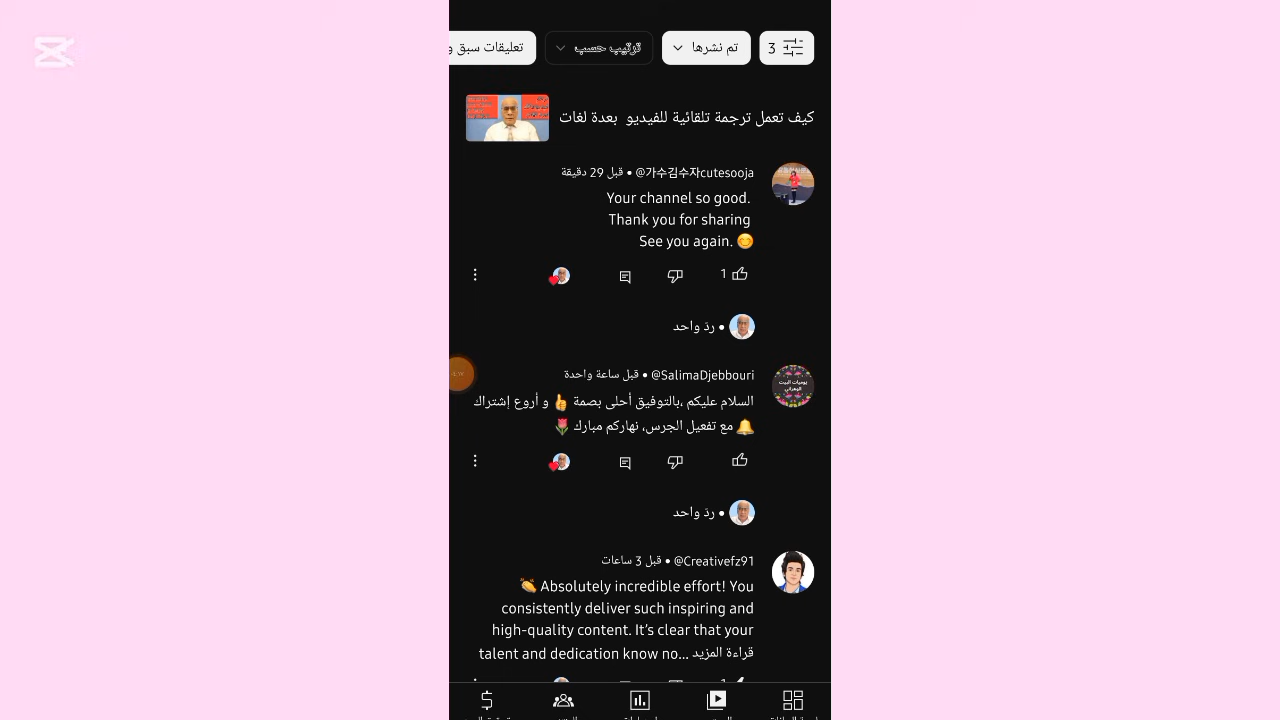 3
تم نشرها
ترتيب حسب
تعليقات سبق و
كيف تعمل ترجمة تلقائية للفيديو بعدة لغات
@가수김수자cutesooja • قبل 29 دقيقة
Your channel so good.
Thank you for sharing
See you again. 😊
1
• ردّ واحد
@SalimaDjebbouri • قبل ساعة واحدة
السلام عليكم ،بالتوفيق أحلى بصمة 👍 و أروع إشتراك
🔔 مع تفعيل الجرس، نهاركم مبارك 🌷
يوميات البيت
الوهراني
• ردّ واحد
@Creativefz91 • قبل 3 ساعات
👏 Absolutely incredible effort! You
consistently deliver such inspiring and
high-quality content. It’s clear that your
talent and dedication know no... قراءة المزيد